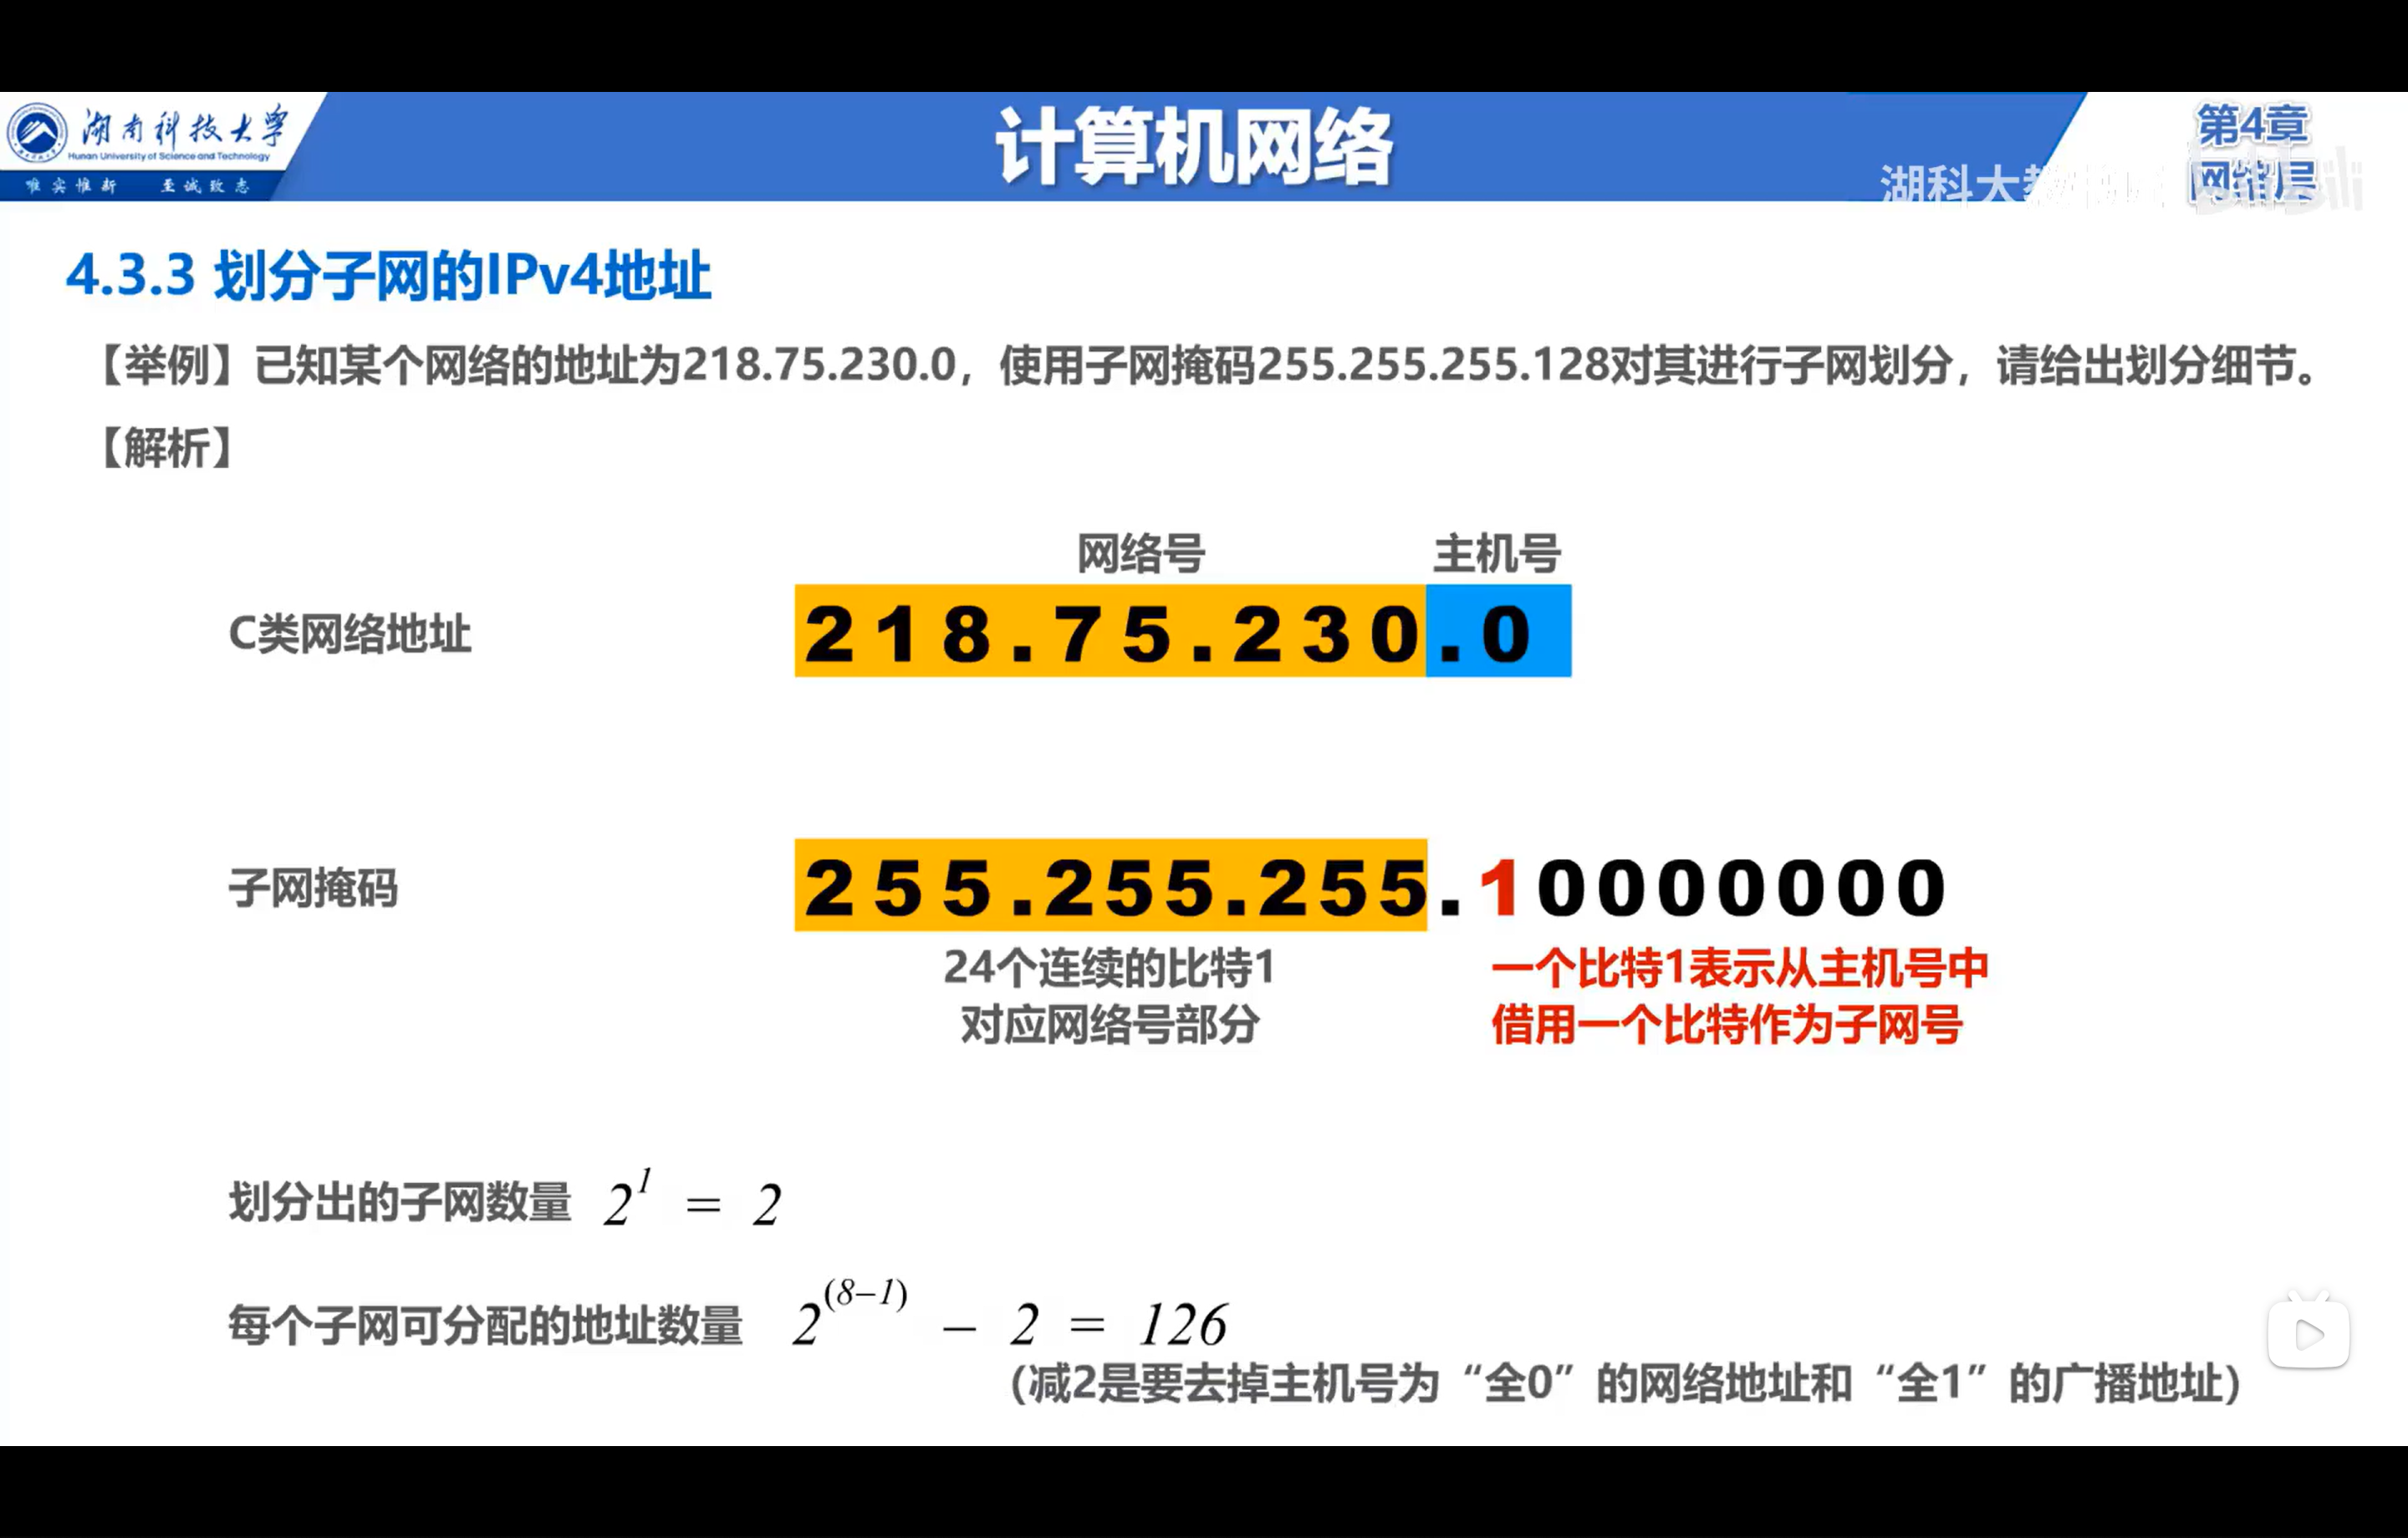 湖南科技大学
Hunan University of Science and Technology
唯实惟新 至诚致志
计算机网络
第4章
网络层
湖科大教
4.3.3 划分子网的IPv4地址
【举例】已知某个网络的地址为218.75.230.0，使用子网掩码255.255.255.128对其进行子网划分，请给出划分细节。
【解析】
网络号 主机号
C类网络地址 218.75.230.0
子网掩码 255.255.255.10000000
24个连续的比特1 一个比特1表示从主机号中
对应网络号部分 借用一个比特作为子网号
划分出的子网数量 2^1 = 2
每个子网可分配的地址数量 2^(8-1) - 2 = 126
（减2是要去掉主机号为“全0”的网络地址和“全1”的广播地址）